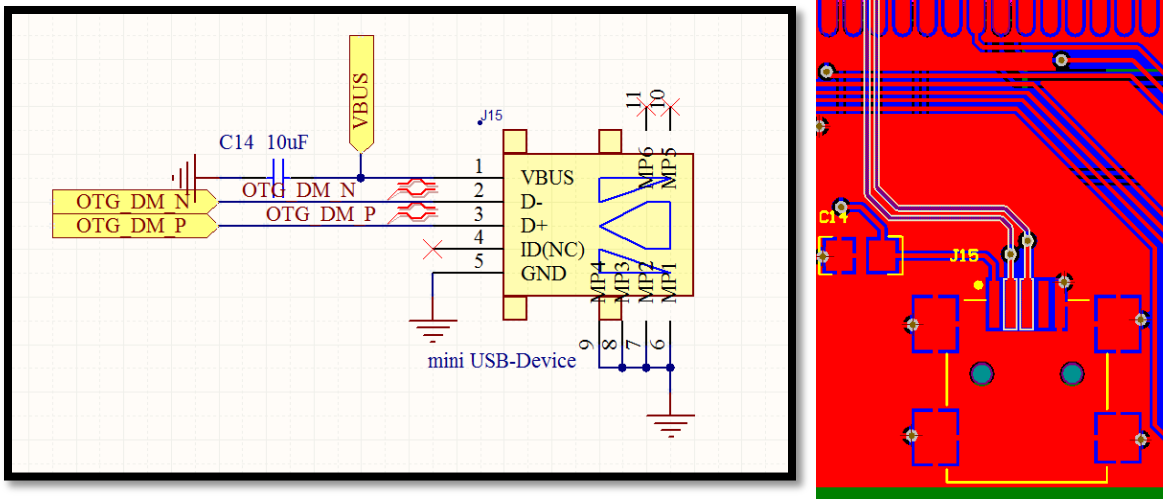 VBUS
J15
11
10
C14 10uF
MP6
MP5
1
VBUS
OTG_DM_N
OTG_DM_N
2
D-
OTG_DM_P
OTG_DM_P
3
D+
4
ID(NC)
5
GND
MP4
MP3
MP2
MP1
9
8
7
6
mini USB-Device
C14
J15